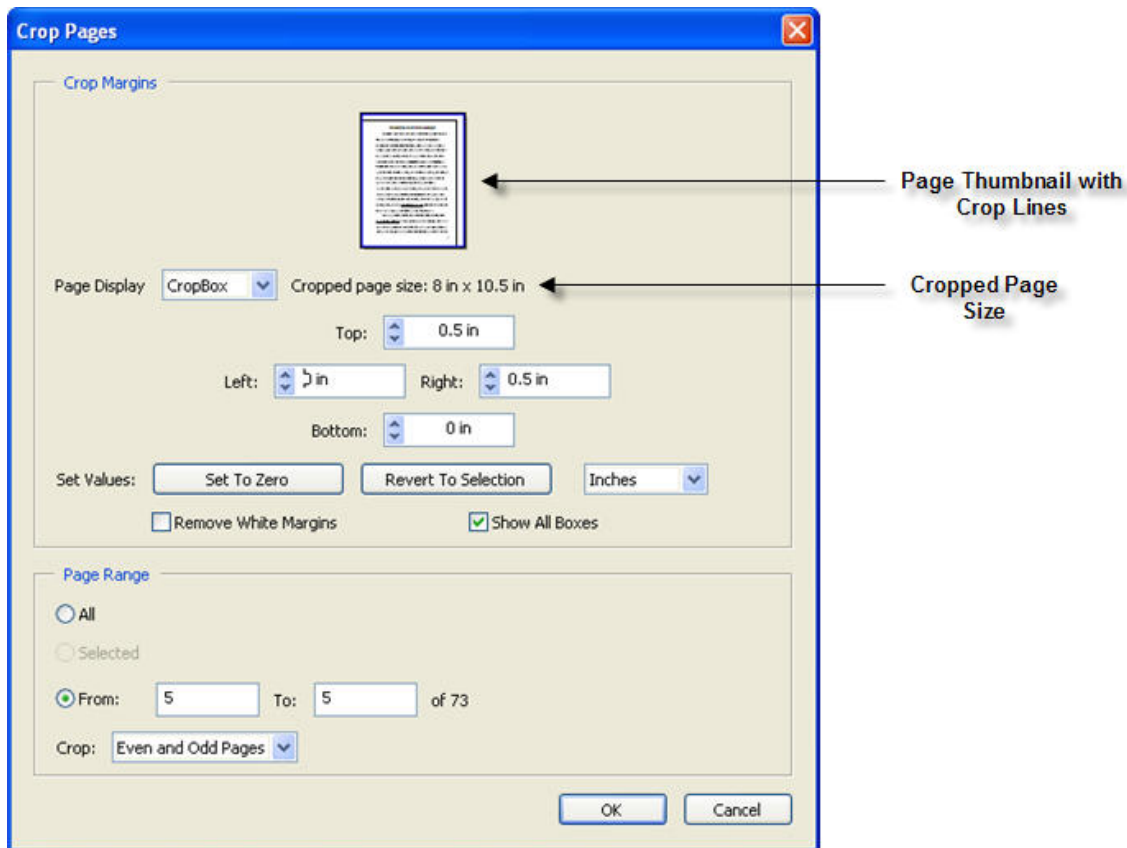 Crop Pages
Crop Margins
Page Thumbnail with
Crop Lines
Page Display CropBox Cropped page size: 8 in x 10.5 in
Cropped Page
Size
Top: 0.5 in
Left: in Right: 0.5 in
Bottom: 0 in
Set Values: Set To Zero Revert To Selection Inches
Remove White Margins Show All Boxes
Page Range
All
Selected
From: 5 To: 5 of 73
Crop: Even and Odd Pages
OK Cancel